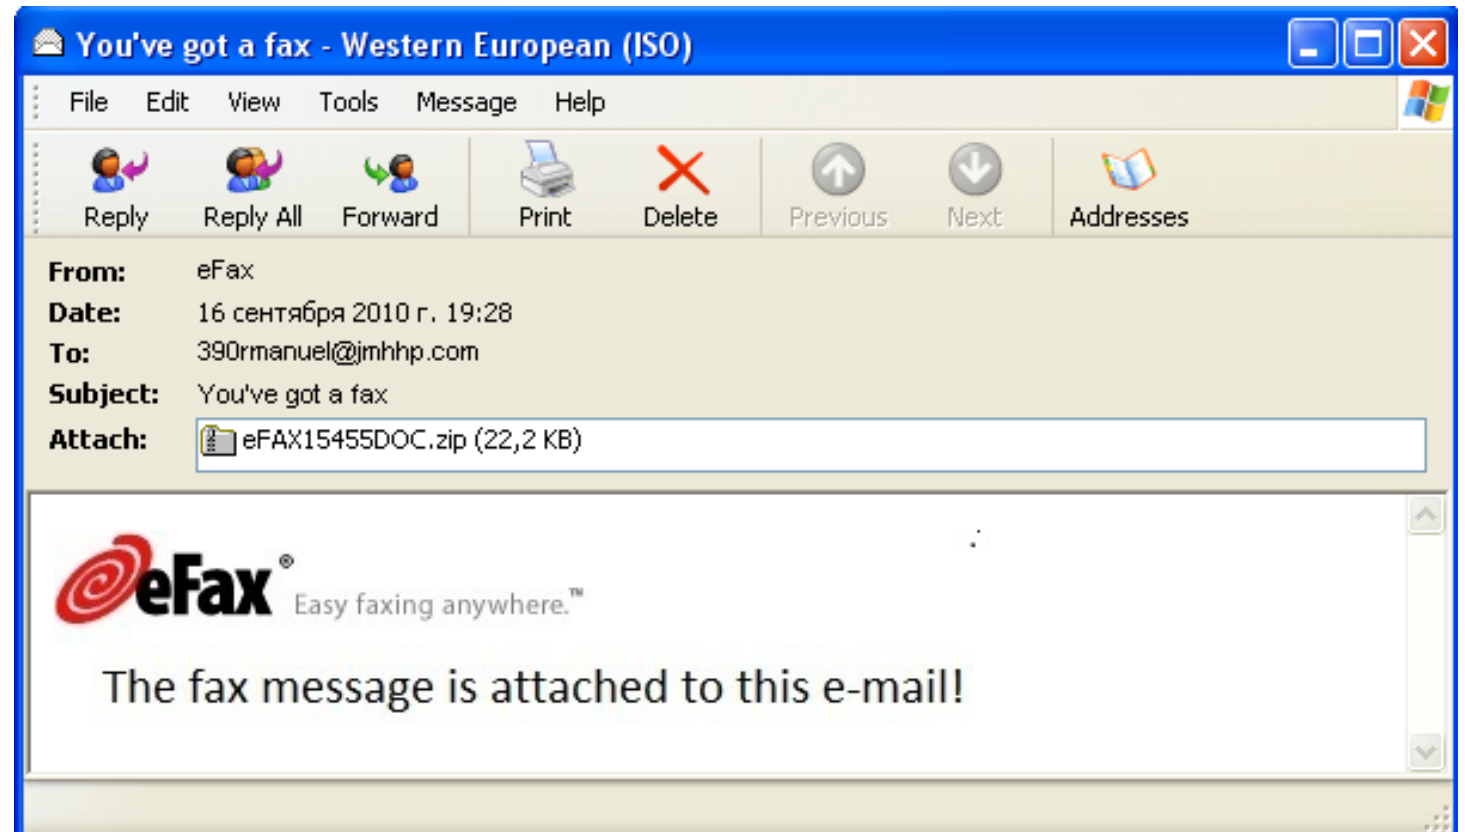 You've got a fax - Western European (ISO)
File Edit View Tools Message Help
Reply Reply All Forward Print Delete Previous Next Addresses
From: eFax
Date: 16 сентября 2010 г. 19:28
To: 390rmanuel@jmhhp.com
Subject: You've got a fax
Attach: eFAX15455DOC.zip (22,2 KB)
eFax® Easy faxing anywhere.™
The fax message is attached to this e-mail!